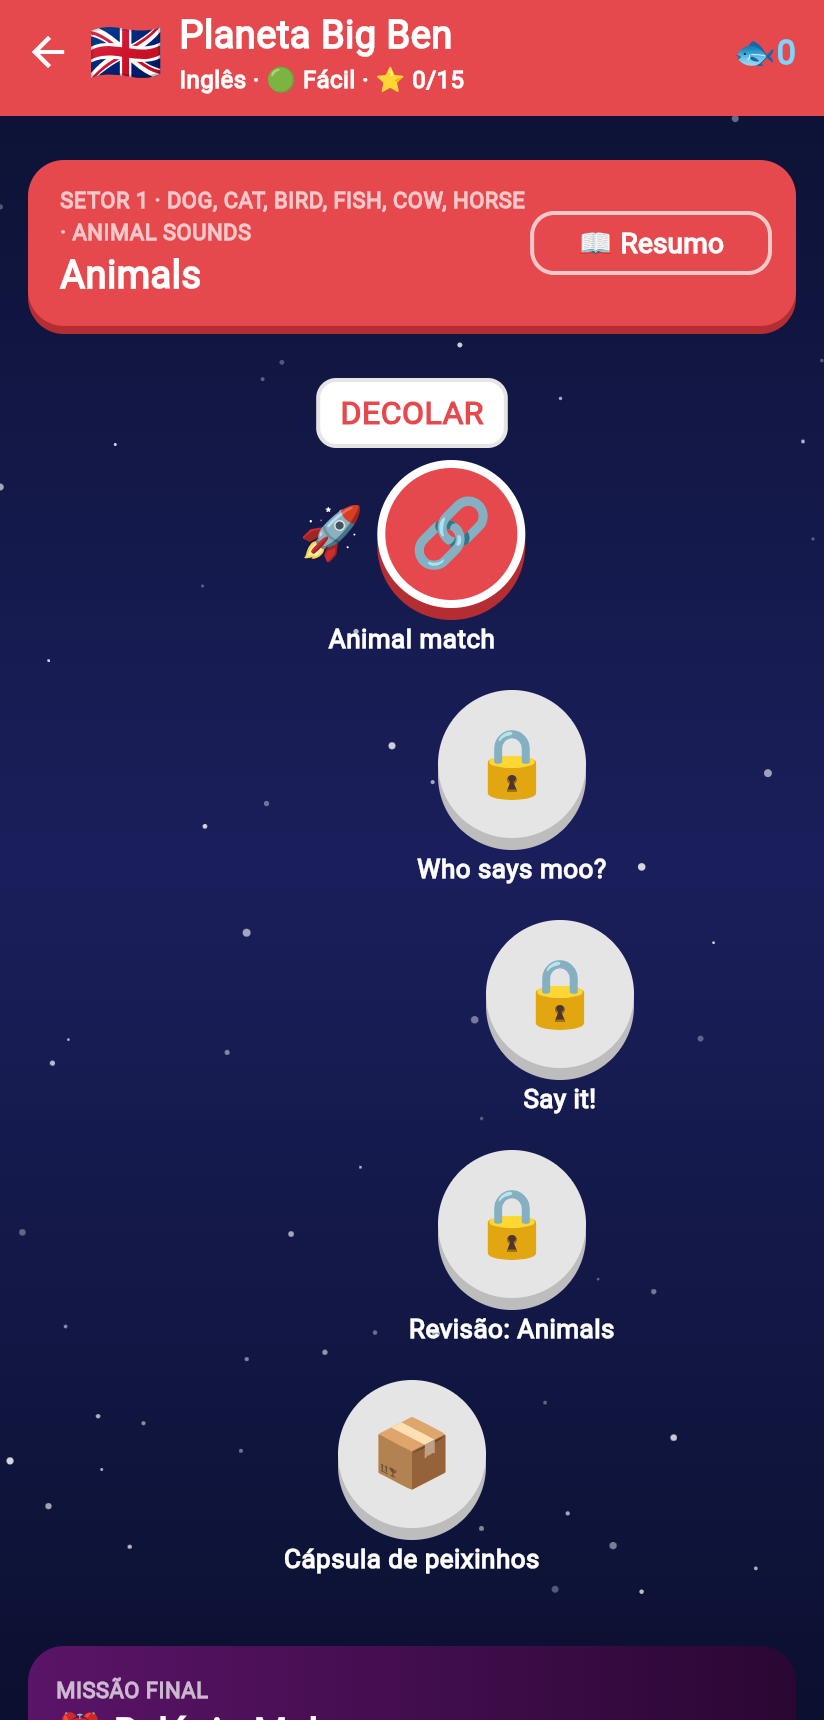 Planeta Big Ben
Inglês · 🟢 Fácil · ⭐ 0/15
🐟0
SETOR 1 · DOG, CAT, BIRD, FISH, COW, HORSE
· ANIMAL SOUNDS
Animals
📖 Resumo
DECOLAR
Animal match
Who says moo?
Say it!
Revisão: Animals
Cápsula de peixinhos
MISSÃO FINAL